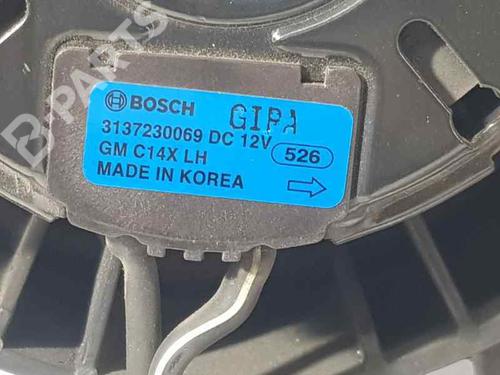 B-PARTS
BOSCH GIPA
3137230069 DC 12V
GM C14X LH 526
MADE IN KOREA